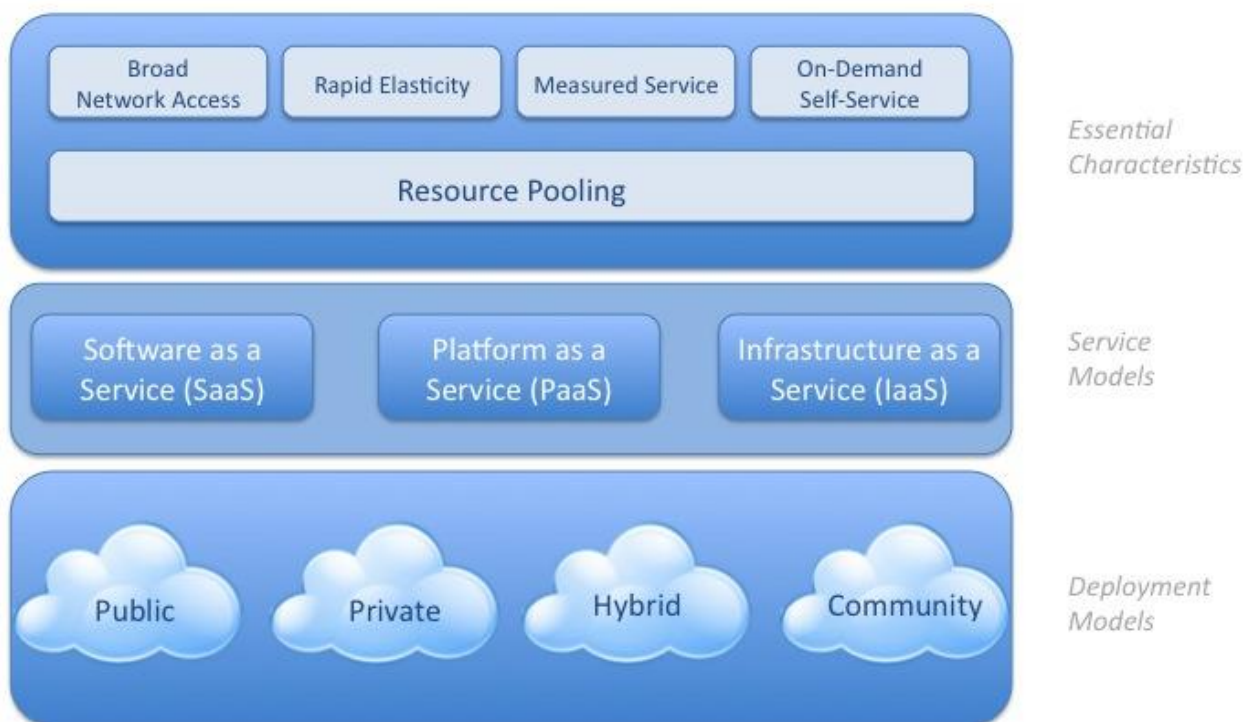 Broad
Network Access
Rapid Elasticity
Measured Service
On-Demand
Self-Service
Resource Pooling
Essential
Characteristics
Software as a
Service (SaaS)
Platform as a
Service (PaaS)
Infrastructure as a
Service (IaaS)
Service
Models
Public
Private
Hybrid
Community
Deployment
Models